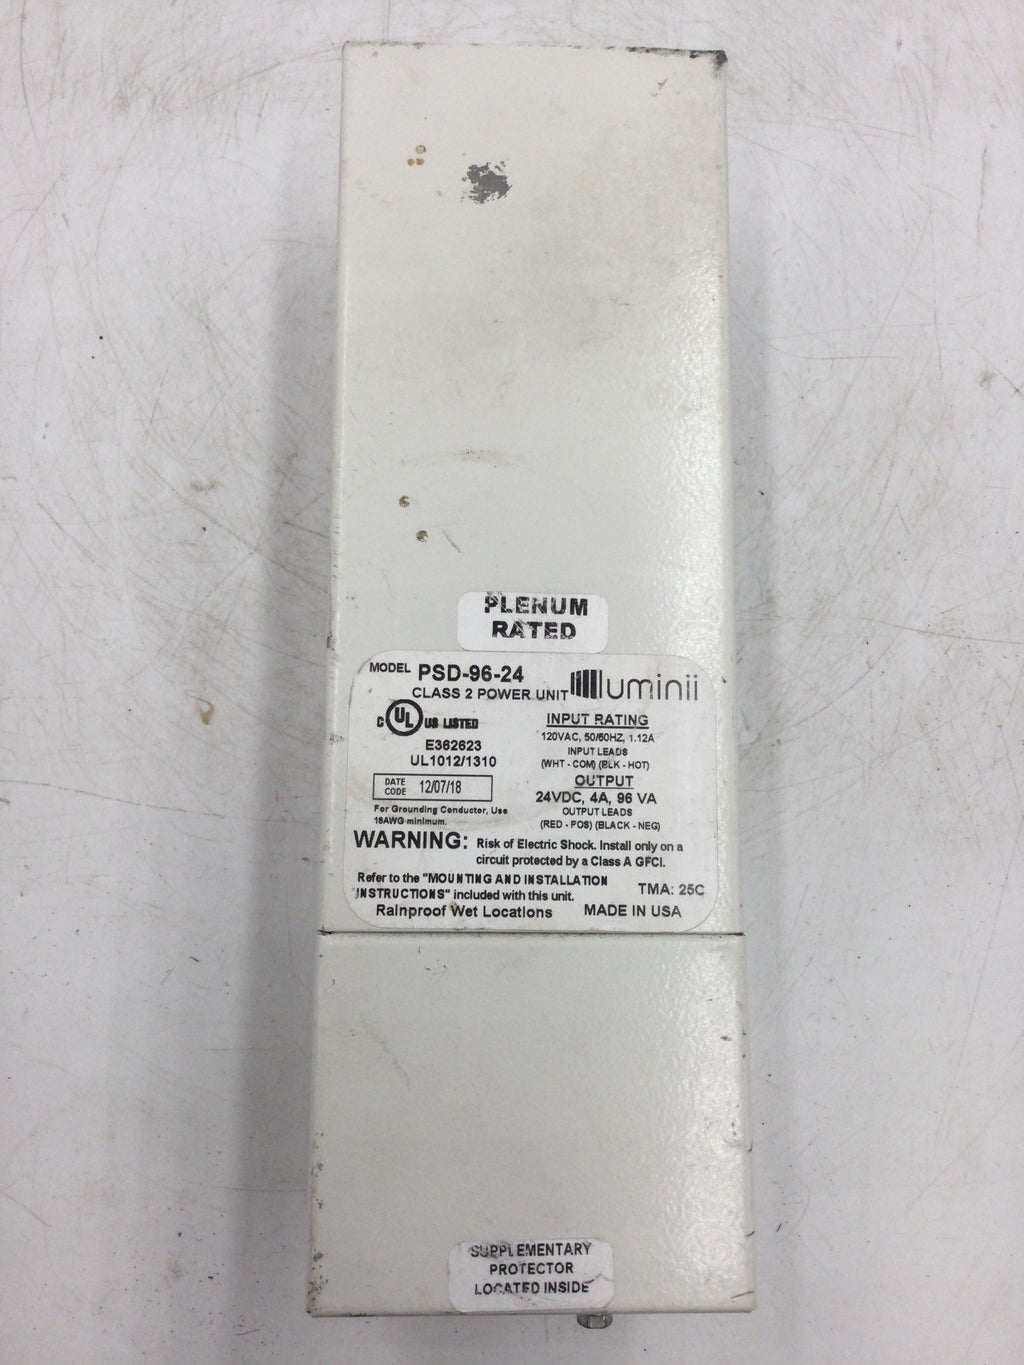 PLENUM
RATED
MODEL PSD-96-24
CLASS 2 POWER UNIT
luminii
C UL US LISTED
E362623
UL1012/1310
DATE CODE 12/07/18
For Grounding Conductor, Use
18AWG minimum.
INPUT RATING
120VAC, 50/60HZ, 1.12A
INPUT LEADS
(WHT - COM) (BLK - HOT)
OUTPUT
24VDC, 4A, 96 VA
OUTPUT LEADS
(RED - POS) (BLACK - NEG)
WARNING: Risk of Electric Shock. Install only on a
circuit protected by a Class A GFCI.
Refer to the "MOUNTING AND INSTALLATION
INSTRUCTIONS" included with this unit.
TMA: 25C
Rainproof Wet Locations MADE IN USA
SUPPLEMENTARY
PROTECTOR
LOCATED INSIDE